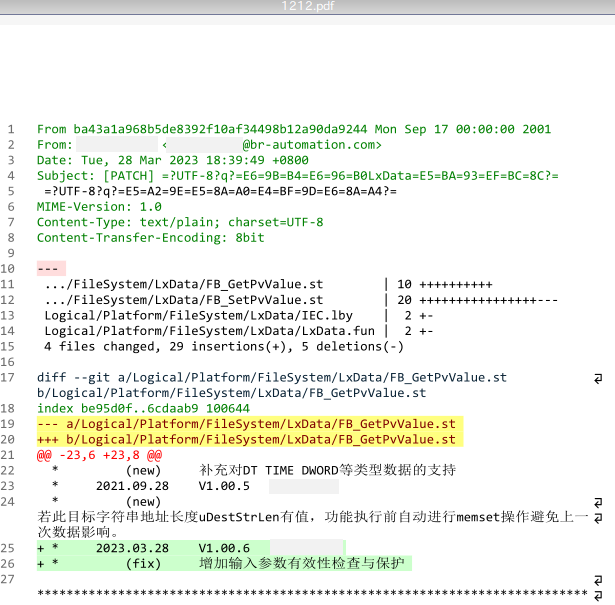 1212.pdf
1 From ba43a1a968b5de8392f10af34498b12a90da9244 Mon Sep 17 00:00:00 2001
2 From: < @br-automation.com>
3 Date: Tue, 28 Mar 2023 18:39:49 +0800
4 Subject: [PATCH] =?UTF-8?q?=E6=9B=B4=E6=96=B0LxData=E5=BA=93=EF=BC=8C?=
5 =?UTF-8?q?=E5=A2=9E=E5=8A=A0=E4=BF=9D=E6=8A=A4?=
6 MIME-Version: 1.0
7 Content-Type: text/plain; charset=UTF-8
8 Content-Transfer-Encoding: 8bit
9
10 ---
11 .../FileSystem/LxData/FB_GetPvValue.st | 10 ++++++++++
12 .../FileSystem/LxData/FB_SetPvValue.st | 20 +++++++++++++++++---
13 Logical/Platform/FileSystem/LxData/IEC.lby | 2 +-
14 Logical/Platform/FileSystem/LxData/LxData.fun | 2 +-
15 4 files changed, 29 insertions(+), 5 deletions(-)
16
17 diff --git a/Logical/Platform/FileSystem/LxData/FB_GetPvValue.st
b/Logical/Platform/FileSystem/LxData/FB_GetPvValue.st
18 index be95d0f..6cdaab9 100644
19 --- a/Logical/Platform/FileSystem/LxData/FB_GetPvValue.st
20 +++ b/Logical/Platform/FileSystem/LxData/FB_GetPvValue.st
21 @@ -23,6 +23,8 @@
22 * (new) 补充对DT TIME DWORD等类型数据的支持
23 * 2021.09.28 V1.00.5
24 * (new)
若此目标字符串地址长度uDestStrLen有值，功能执行前自动进行memset操作避免上一
次数据影响。
25 + * 2023.03.28 V1.00.6
26 + * (fix) 增加输入参数有效性检查与保护
27
****************************************************************************